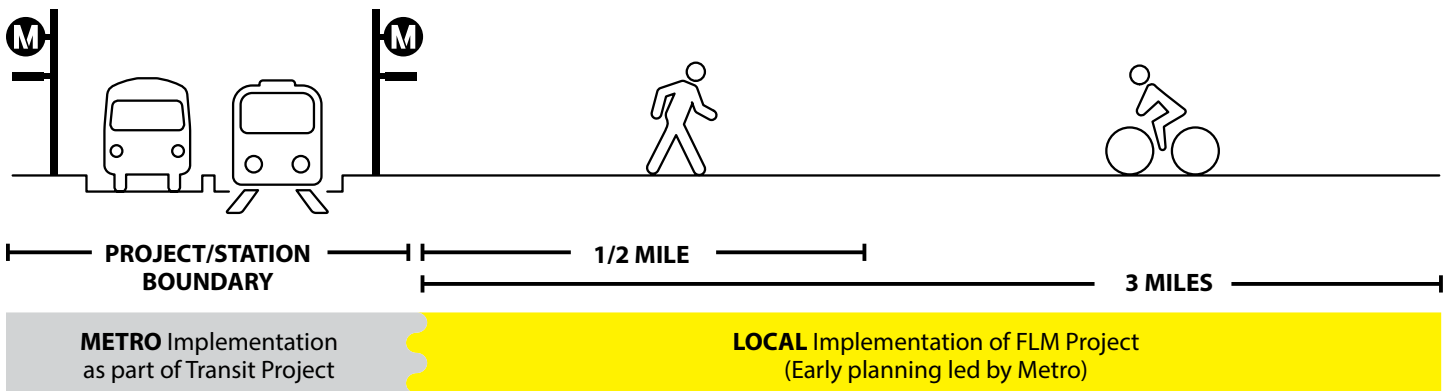 M
M
PROJECT/STATION
BOUNDARY
1/2 MILE
3 MILES
METRO Implementation
as part of Transit Project
LOCAL Implementation of FLM Project
(Early planning led by Metro)